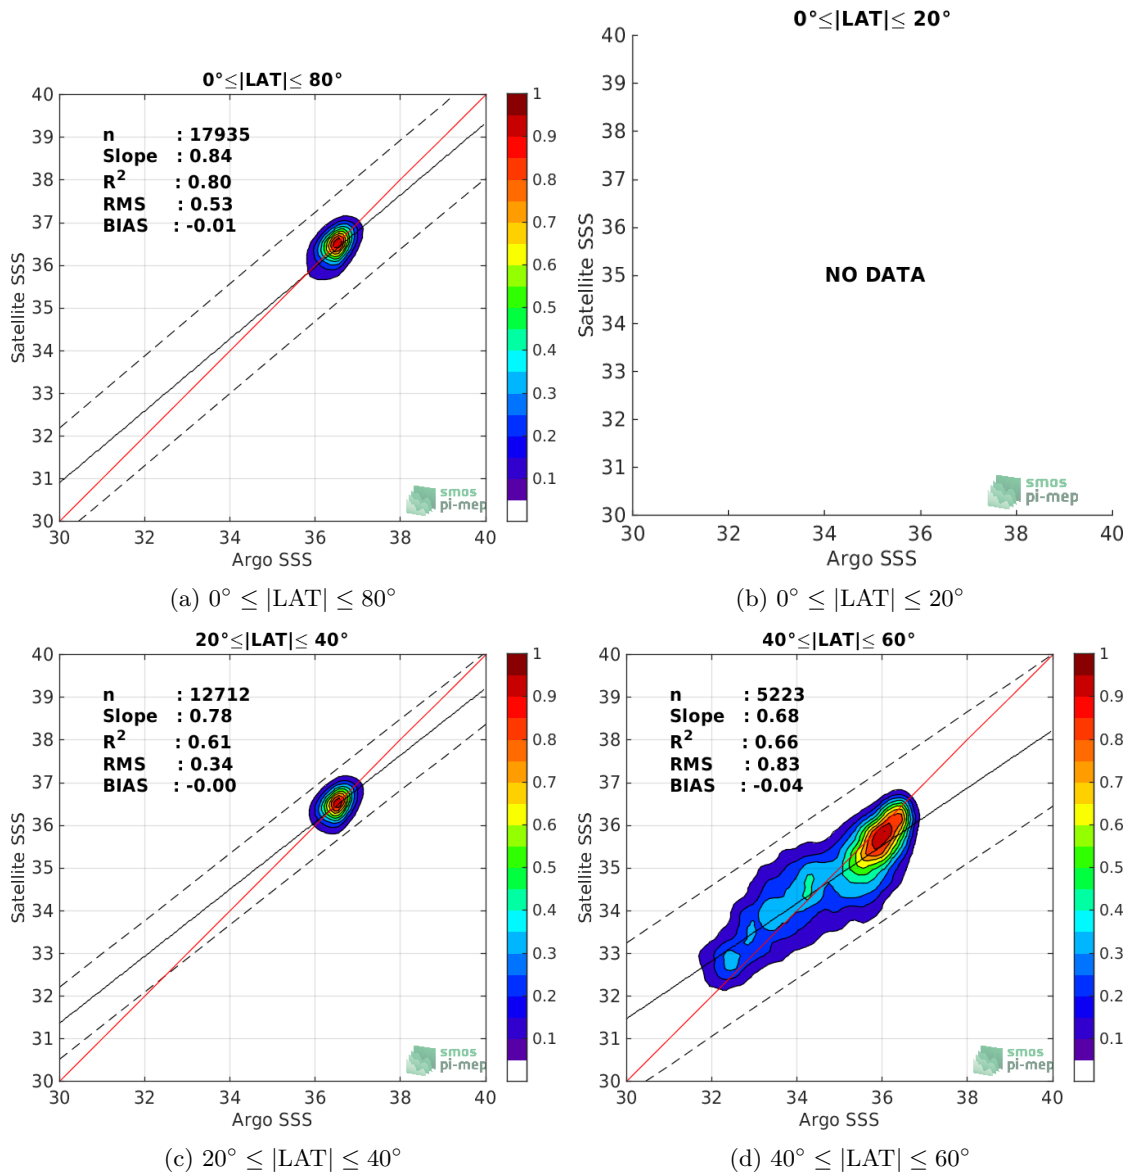 0°≤|LAT|≤ 80°
n : 17935
Slope : 0.84
R² : 0.80
RMS : 0.53
BIAS : -0.01
40
39
38
37
36
35
34
33
32
31
30
Satellite SSS
30 32 34 36 38 40
Argo SSS
1
0.9
0.8
0.7
0.6
0.5
0.4
0.3
0.2
0.1
smos
pi-mep
(a) 0° ≤ |LAT| ≤ 80°
0°≤|LAT|≤ 20°
40
39
38
37
36
35
34
33
32
31
30
Satellite SSS
NO DATA
30 32 34 36 38 40
Argo SSS
smos
pi-mep
(b) 0° ≤ |LAT| ≤ 20°
20°≤|LAT|≤ 40°
n : 12712
Slope : 0.78
R² : 0.61
RMS : 0.34
BIAS : -0.00
40
39
38
37
36
35
34
33
32
31
30
Satellite SSS
30 32 34 36 38 40
Argo SSS
1
0.9
0.8
0.7
0.6
0.5
0.4
0.3
0.2
0.1
smos
pi-mep
(c) 20° ≤ |LAT| ≤ 40°
40°≤|LAT|≤ 60°
n : 5223
Slope : 0.68
R² : 0.66
RMS : 0.83
BIAS : -0.04
40
39
38
37
36
35
34
33
32
31
30
Satellite SSS
30 32 34 36 38 40
Argo SSS
1
0.9
0.8
0.7
0.6
0.5
0.4
0.3
0.2
0.1
smos
pi-mep
(d) 40° ≤ |LAT| ≤ 60°